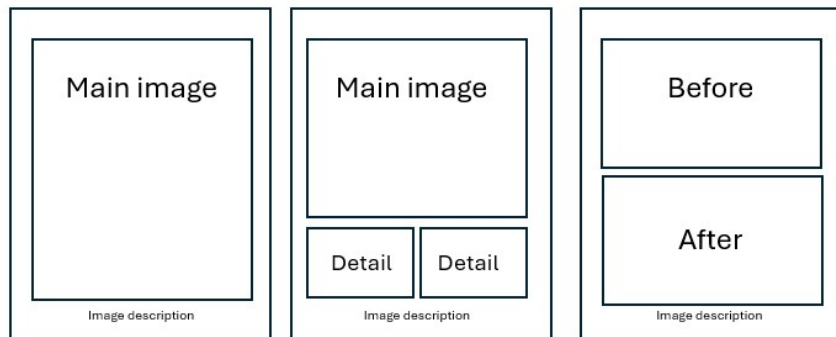 Main image
Image description
Main image
Detail
Detail
Image description
Before
After
Image description